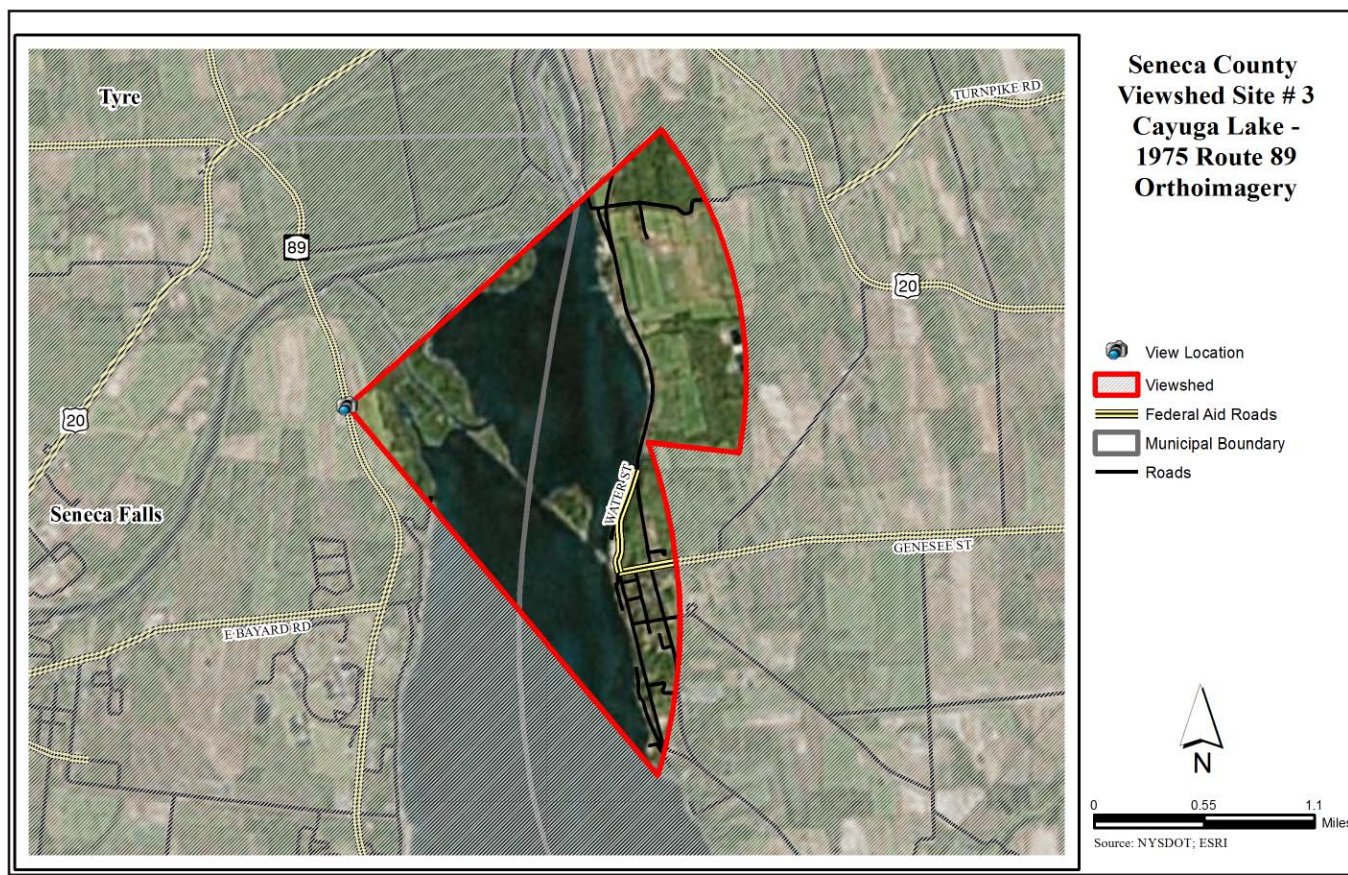 Seneca County
Viewshed Site # 3
Cayuga Lake -
1975 Route 89
Orthoimagery
Tyre
TURNPIKE RD
89
20
20
WATER ST
Seneca Falls
GENESEE ST
E BAYARD RD
View Location
Viewshed
Federal Aid Roads
Municipal Boundary
Roads
N
0 0.55 1.1
Miles
Source: NYSDOT; ESRI